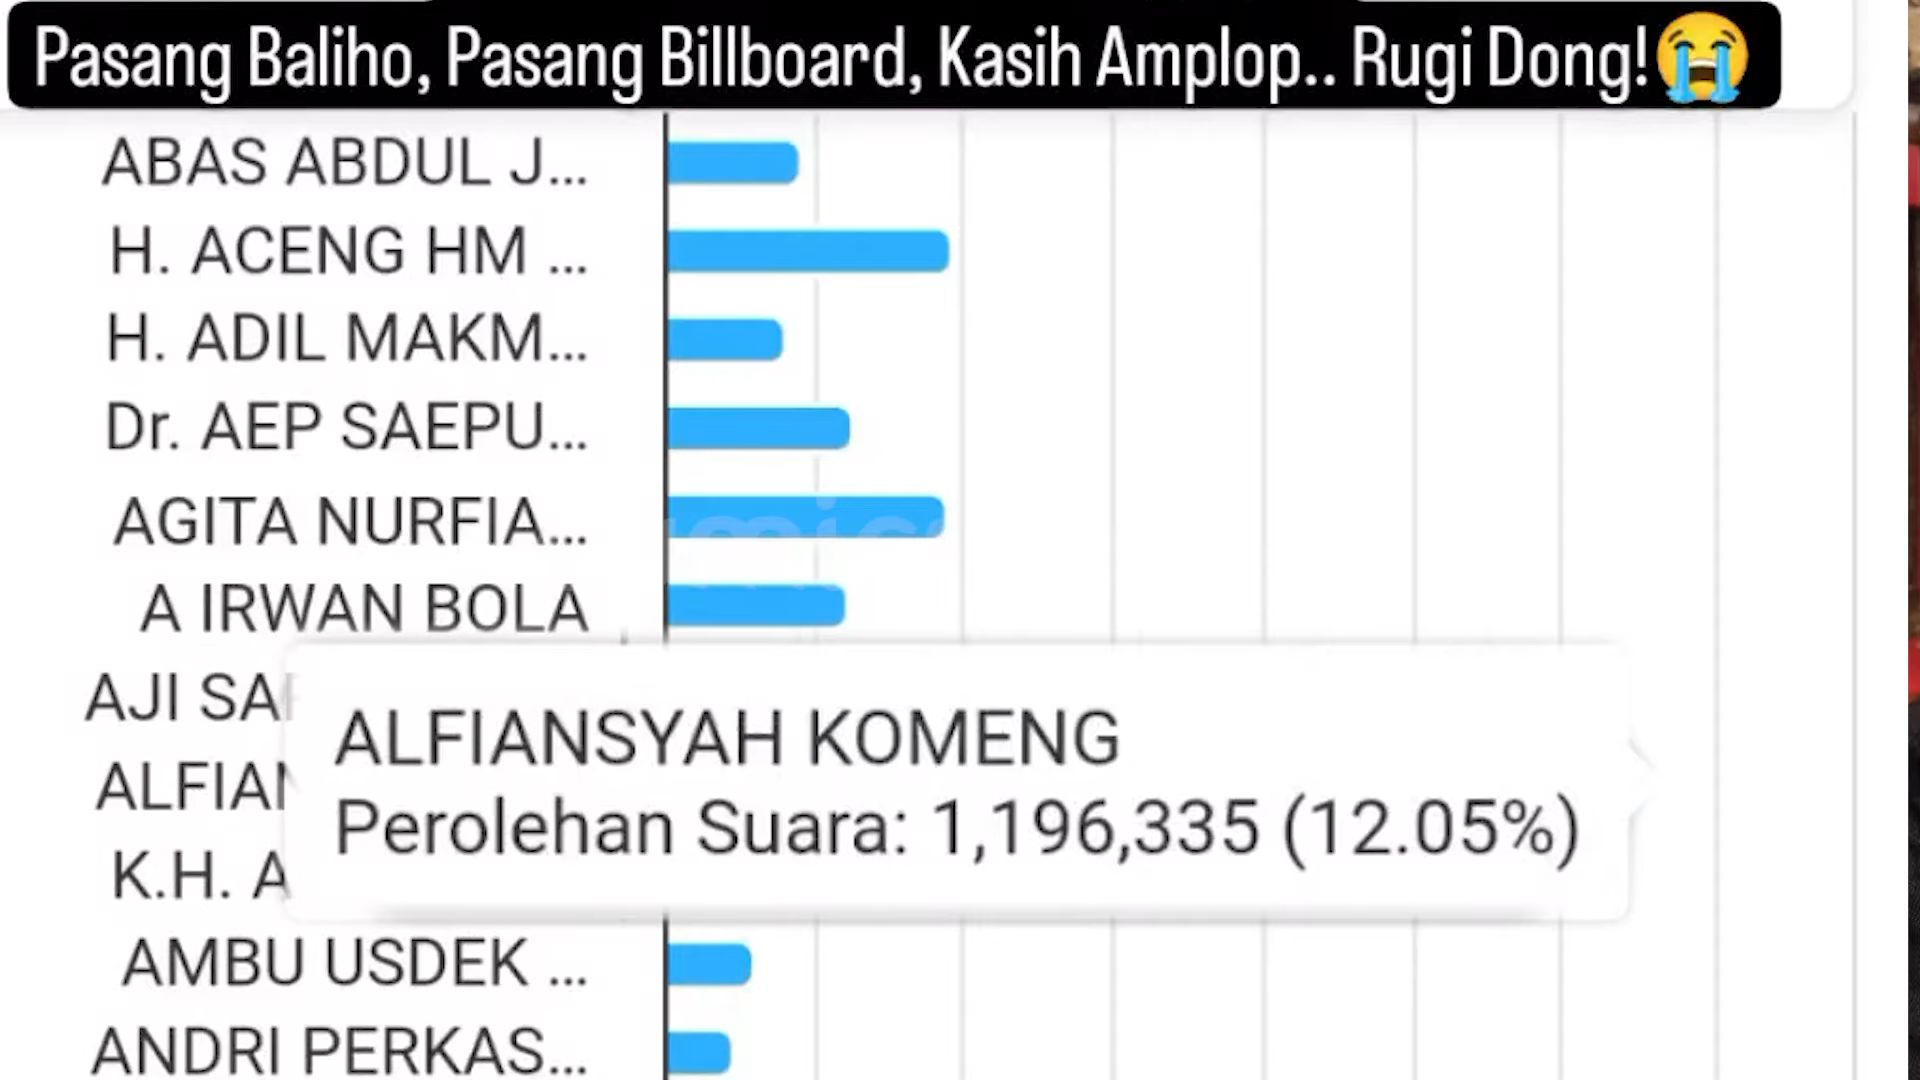 Pasang Baliho, Pasang Billboard, Kasih Amplop.. Rugi Dong!😭
ABAS ABDUL J...
H. ACENG HM ...
H. ADIL MAKM...
Dr. AEP SAEPU...
AGITA NURFIA...
A IRWAN BOLA
AJI SA
ALFIAN
K.H. A
ALFIANSYAH KOMENG
Perolehan Suara: 1,196,335 (12.05%)
AMBU USDEK ...
ANDRI PERKAS...